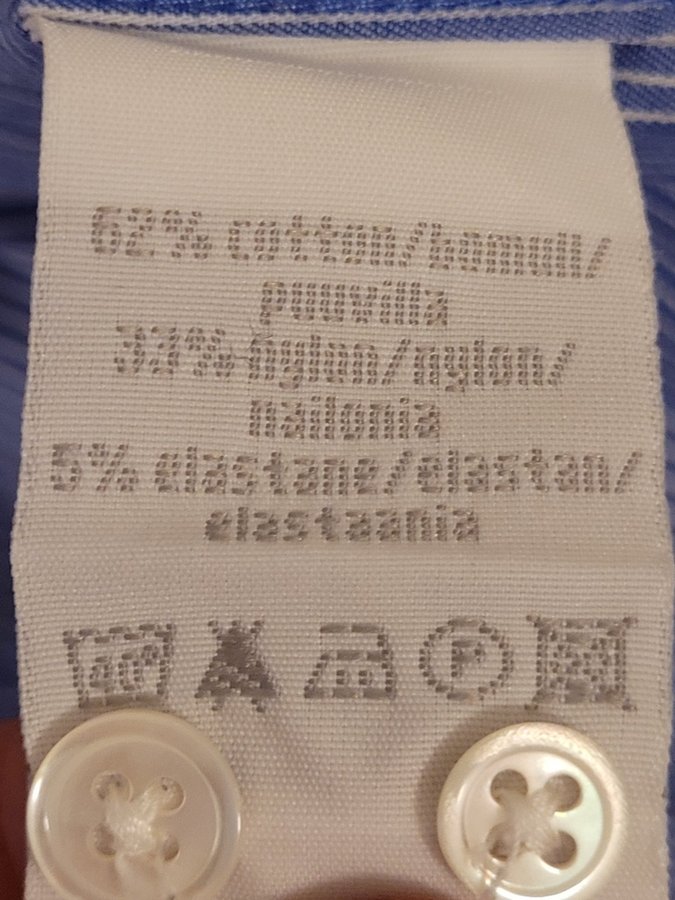 62% cotton/bomull/
puuvilla
33% nylon/nylon/
nailonia
5% elastane/elastan/
elastaania
P